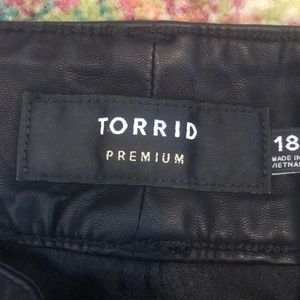 TORRID
PREMIUM
18
MADE IN
VIETNAM